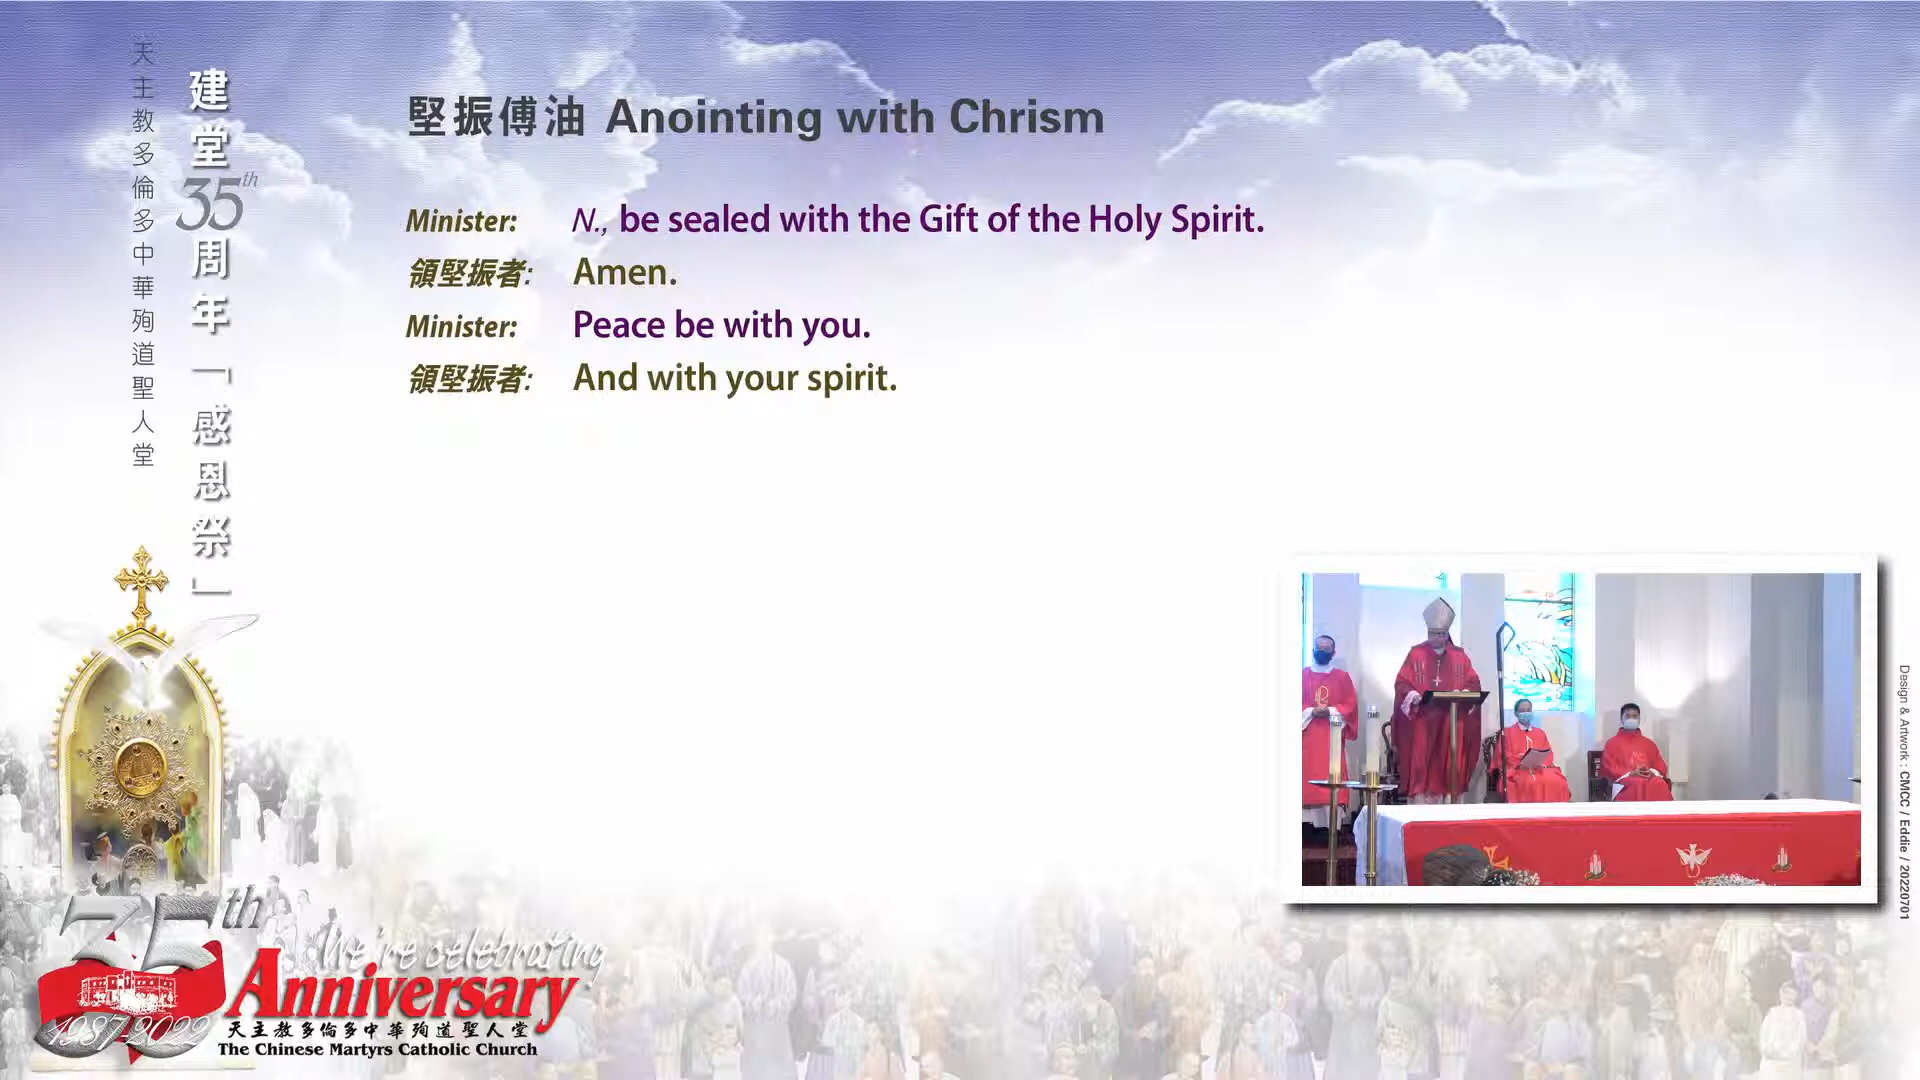 天主教多倫多中華殉道聖人堂
建堂35th周年「感恩祭」
堅振傅油 Anointing with Chrism
Minister: N., be sealed with the Gift of the Holy Spirit.
領堅振者: Amen.
Minister: Peace be with you.
領堅振者: And with your spirit.
Design & Artwork : CMCC / Eddie / 20220701
35th
We're celebrating
Anniversary
1987-2022
天主教多倫多中華殉道聖人堂
The Chinese Martyrs Catholic Church